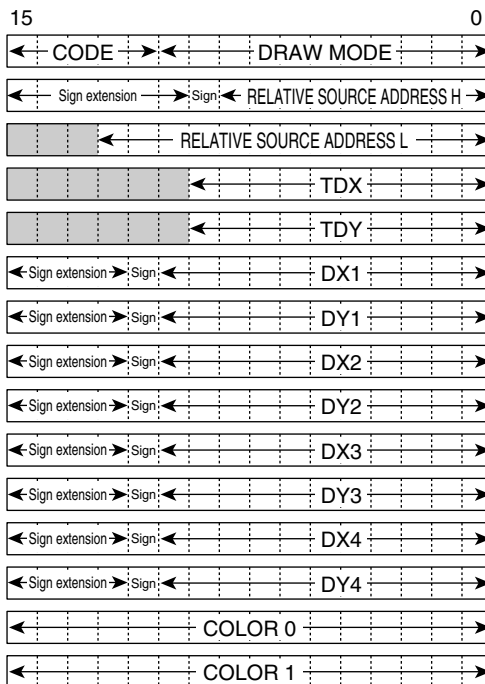 15 0
CODE DRAW MODE
Sign extension Sign RELATIVE SOURCE ADDRESS H
RELATIVE SOURCE ADDRESS L
TDX
TDY
Sign extension Sign DX1
Sign extension Sign DY1
Sign extension Sign DX2
Sign extension Sign DY2
Sign extension Sign DX3
Sign extension Sign DY3
Sign extension Sign DX4
Sign extension Sign DY4
COLOR 0
COLOR 1